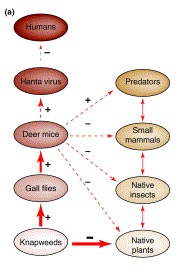 (a)
Humans
–
Hanta virus
Predators
+
+
Deer mice
–
Small
mammals
–
+
–
Gall flies
Native
insects
+
Knapweeds
–
Native
plants